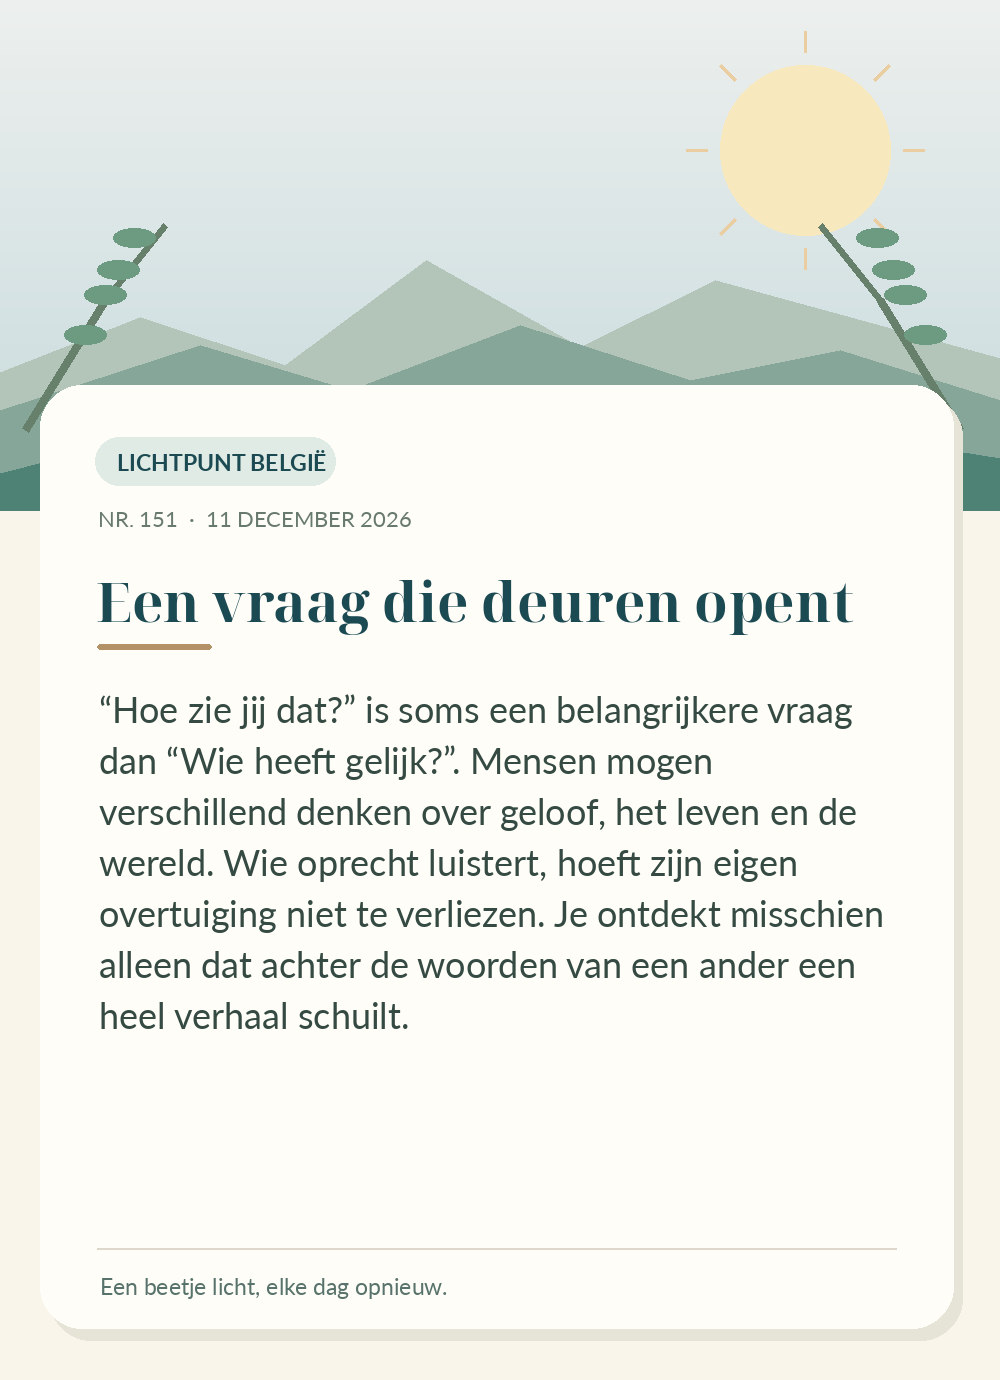 LICHTPUNT BELGIË
NR. 151 · 11 DECEMBER 2026
Een vraag die deuren opent
“Hoe zie jij dat?” is soms een belangrijkere vraag
dan “Wie heeft gelijk?”. Mensen mogen
verschillend denken over geloof, het leven en de
wereld. Wie oprecht luistert, hoeft zijn eigen
overtuiging niet te verliezen. Je ontdekt misschien
alleen dat achter de woorden van een ander een
heel verhaal schuilt.
Een beetje licht, elke dag opnieuw.